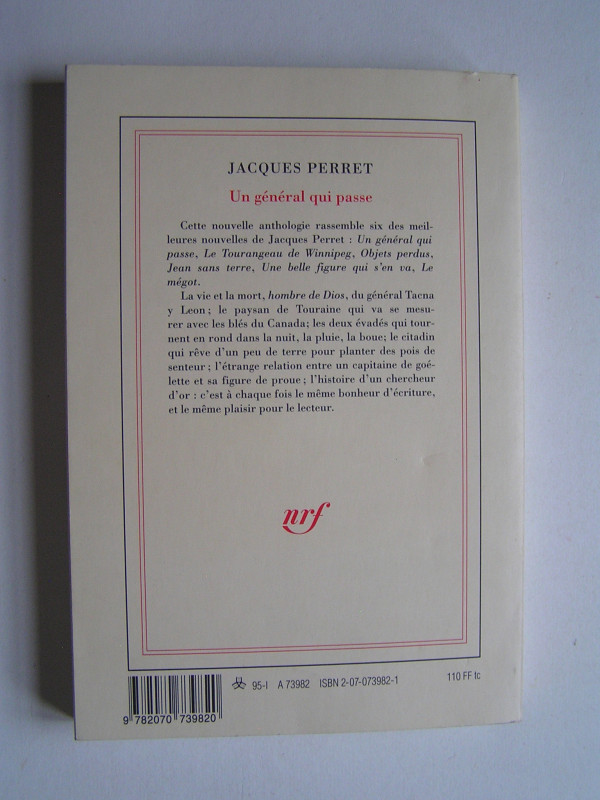 JACQUES PERRET
Un général qui passe
Cette nouvelle anthologie rassemble six des meil-
leures nouvelles de Jacques Perret : Un général qui
passe, Le Tourangeau de Winnipeg, Objets perdus,
Jean sans terre, Une belle figure qui s'en va, Le
mégot.
La vie et la mort, hombre de Dios, du général Tacna
y Leon ; le paysan de Touraine qui va se mesu-
rer avec les blés du Canada; les deux évadés qui tour-
nent en rond dans la nuit, la pluie, la boue; le citadin
qui rêve d'un peu de terre pour planter des pois de
senteur ; l'étrange relation entre un capitaine de goé-
lette et sa figure de proue ; l'histoire d'un chercheur
d'or : c'est à chaque fois le même bonheur d'écriture,
et le même plaisir pour le lecteur.
nrf
95-I A 73982 ISBN 2-07-073982-1 110 FF tc
9 782070 739820